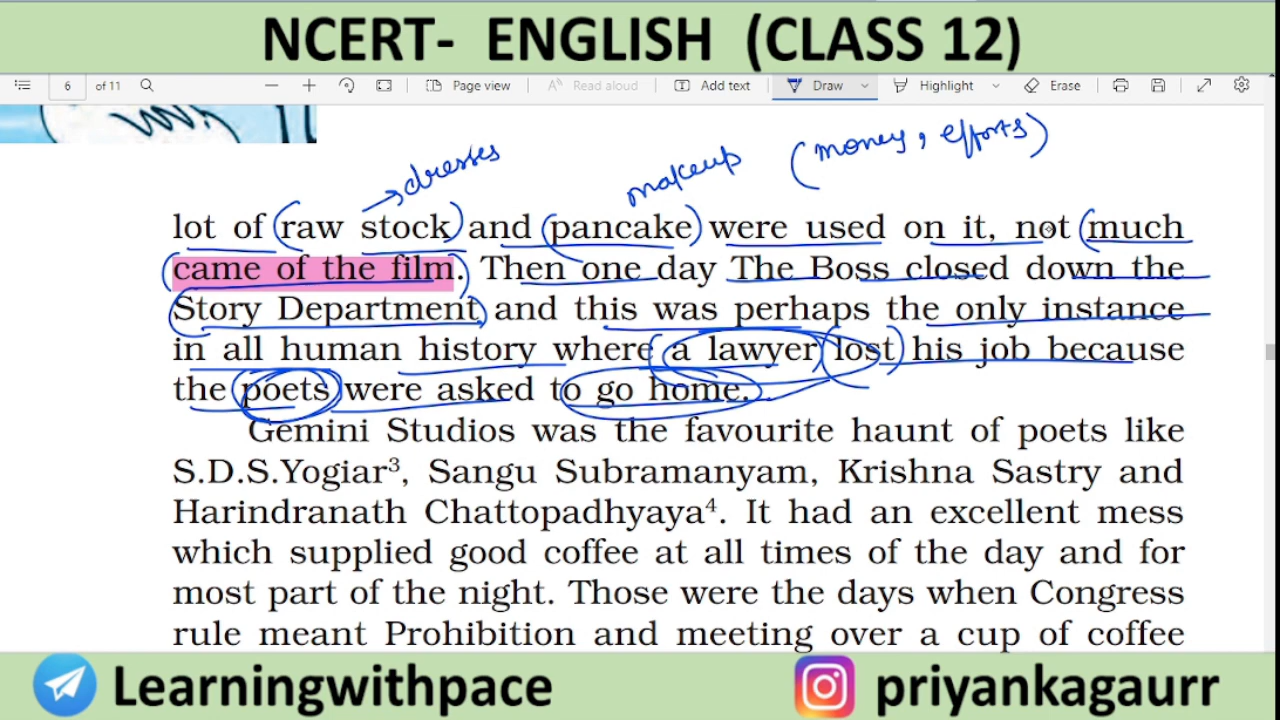 NCERT- ENGLISH (CLASS 12)
6 of 11 Page view Read aloud Add text Draw Highlight Erase
(money, efforts)
→dresses
makeup
lot of (raw stock) and (pancake) were used on it, not (much
came of the film). Then one day The Boss closed down the
Story Department and this was perhaps the only instance
in all human history where a lawyer lost his job because
the poets were asked to go home.
Gemini Studios was the favourite haunt of poets like
S.D.S.Yogiar³, Sangu Subramanyam, Krishna Sastry and
Harindranath Chattopadhyaya⁴. It had an excellent mess
which supplied good coffee at all times of the day and for
most part of the night. Those were the days when Congress
rule meant Prohibition and meeting over a cup of coffee
Learningwithpace priyankagaurr